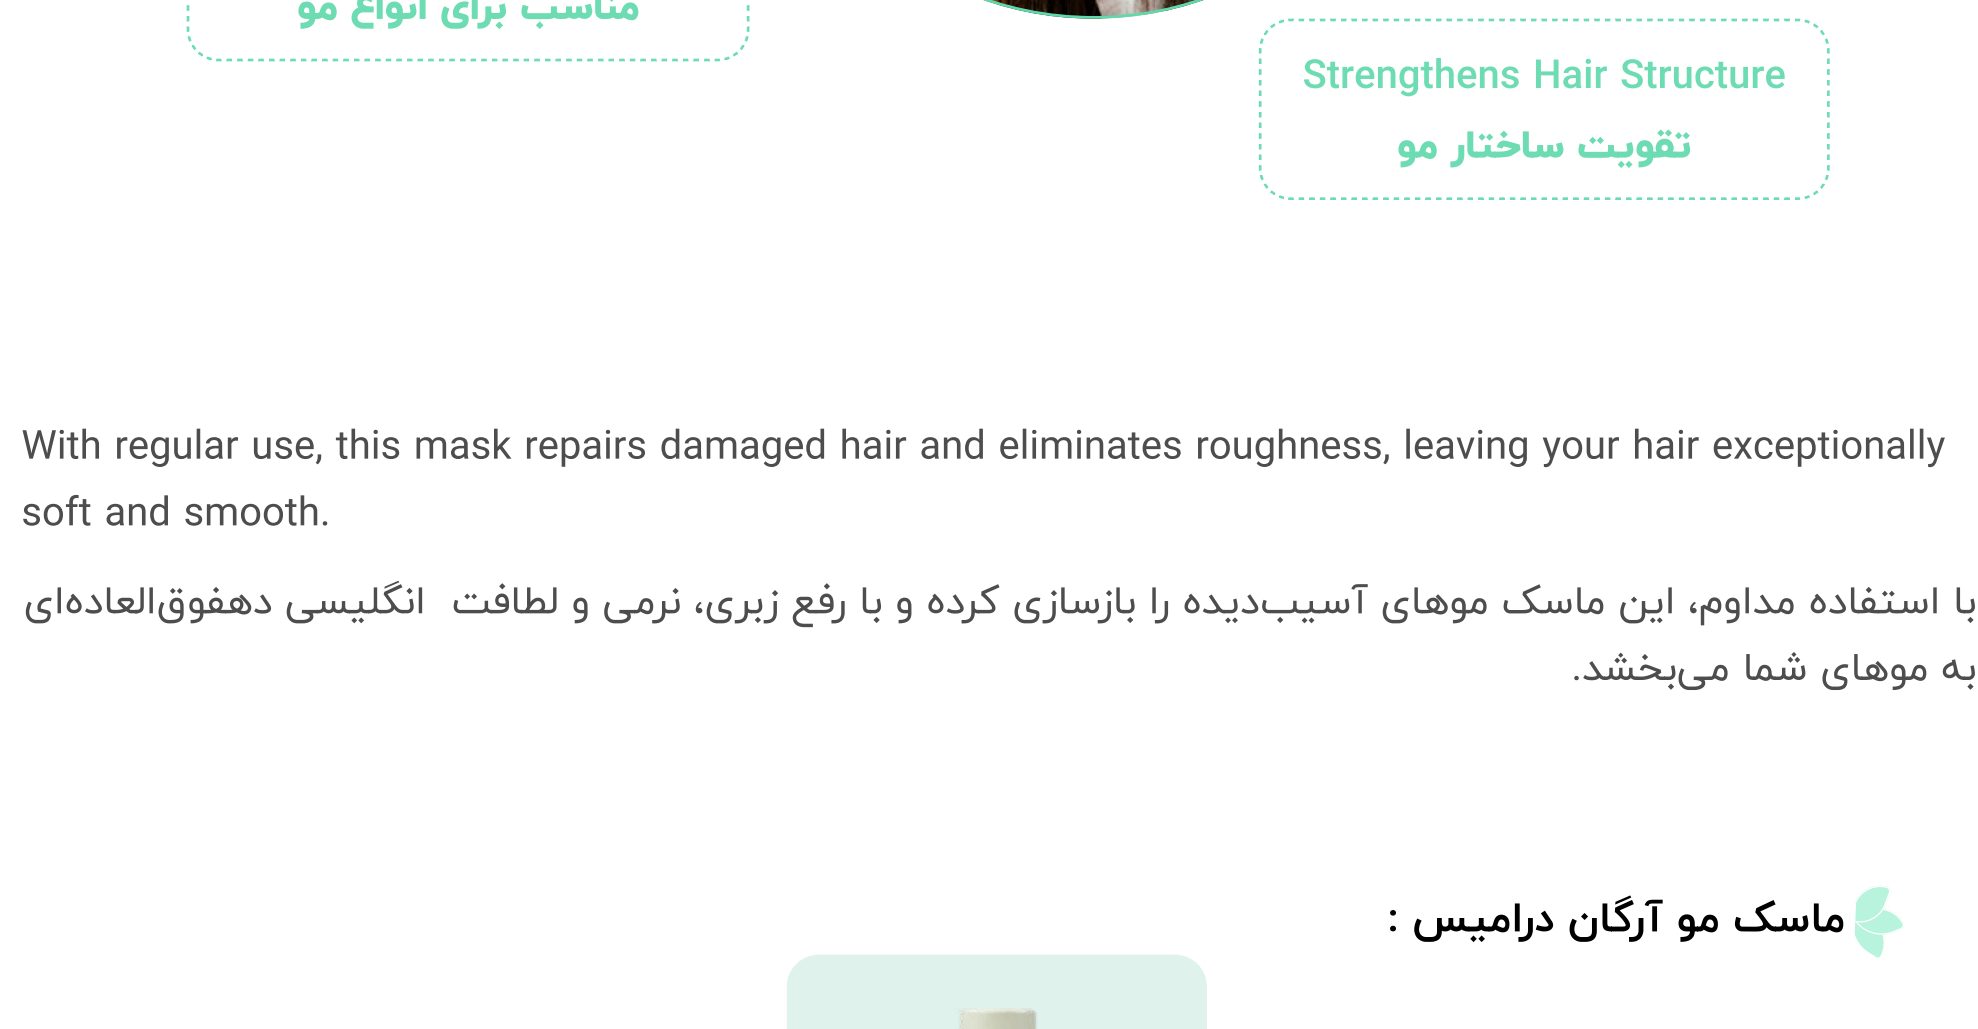 مناسب برای انواع مو
Strengthens Hair Structure
تقویت ساختار مو
With regular use, this mask repairs damaged hair and eliminates roughness, leaving your hair exceptionally
soft and smooth.
با استفاده مداوم، این ماسک موهای آسیب‌دیده را بازسازی کرده و با رفع زبری، نرمی و لطافت انگلیسی دهفوق‌العاده‌ای
به موهای شما می‌بخشد.
ماسک مو آرگان درامیس :